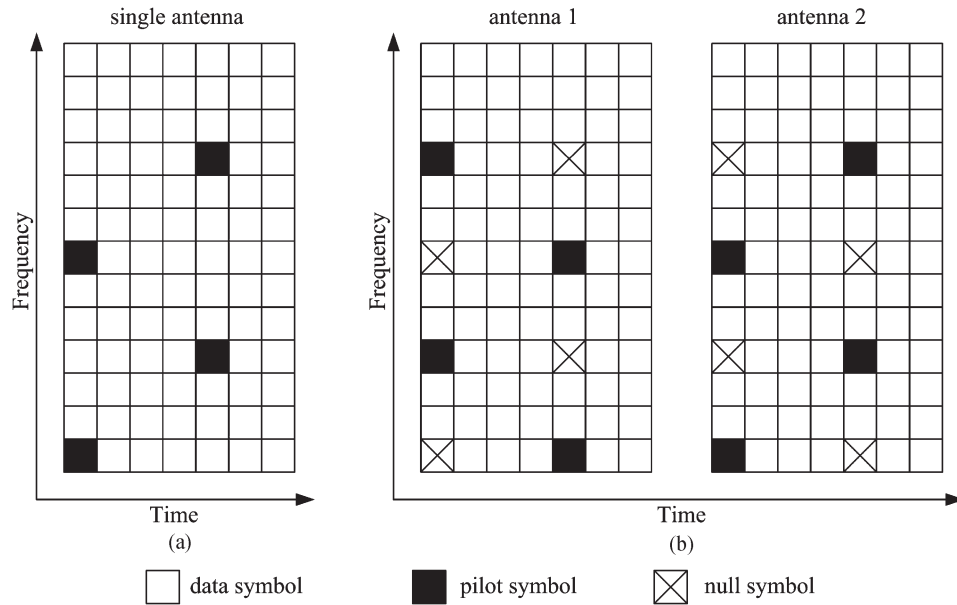 single antenna
antenna 1
antenna 2
Frequency
Frequency
Time
Time
(a)
(b)
data symbol
pilot symbol
null symbol